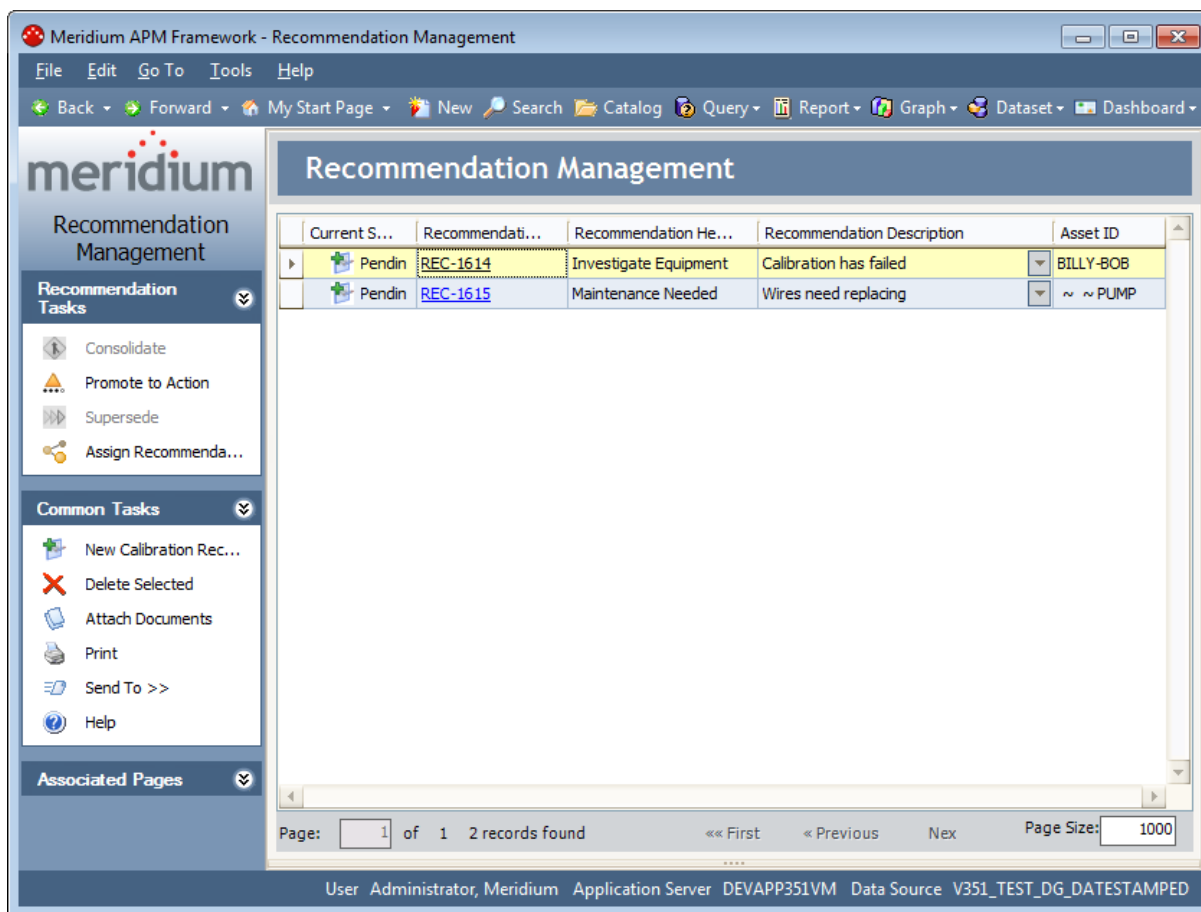 Meridium APM Framework - Recommendation Management
File Edit Go To Tools Help
Back Forward My Start Page New Search Catalog Query Report Graph Dataset Dashboard
meridium
Recommendation
Management
Recommendation
Tasks
Consolidate
Promote to Action
Supersede
Assign Recommenda...
Common Tasks
New Calibration Rec...
Delete Selected
Attach Documents
Print
Send To >>
Help
Associated Pages
Recommendation Management
Current S... Recommendati... Recommendation He... Recommendation Description Asset ID
Pendin REC-1614 Investigate Equipment Calibration has failed BILLY-BOB
Pendin REC-1615 Maintenance Needed Wires need replacing ~ ~ PUMP
Page: 1 of 1 2 records found «« First « Previous Nex Page Size: 1000
User Administrator, Meridium Application Server DEVAPP351VM Data Source V351_TEST_DG_DATESTAMPED